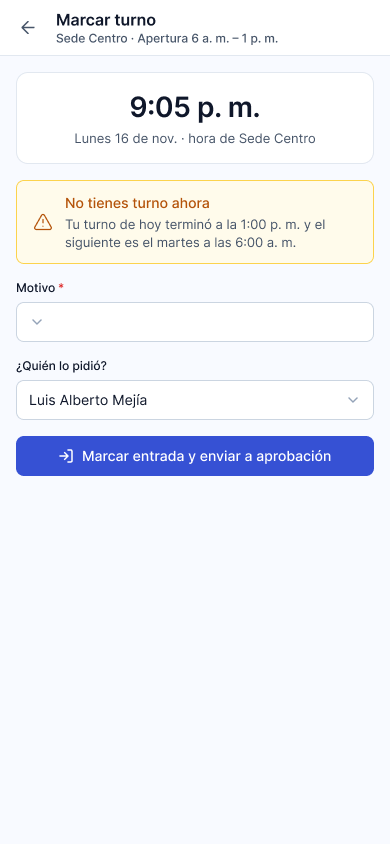 Marcar turno
Sede Centro · Apertura 6 a. m. – 1 p. m.
9:05 p. m.
Lunes 16 de nov. · hora de Sede Centro
No tienes turno ahora
Tu turno de hoy terminó a la 1:00 p. m. y el
siguiente es el martes a las 6:00 a. m.
Motivo *
¿Quién lo pidió?
Luis Alberto Mejía
Marcar entrada y enviar a aprobación